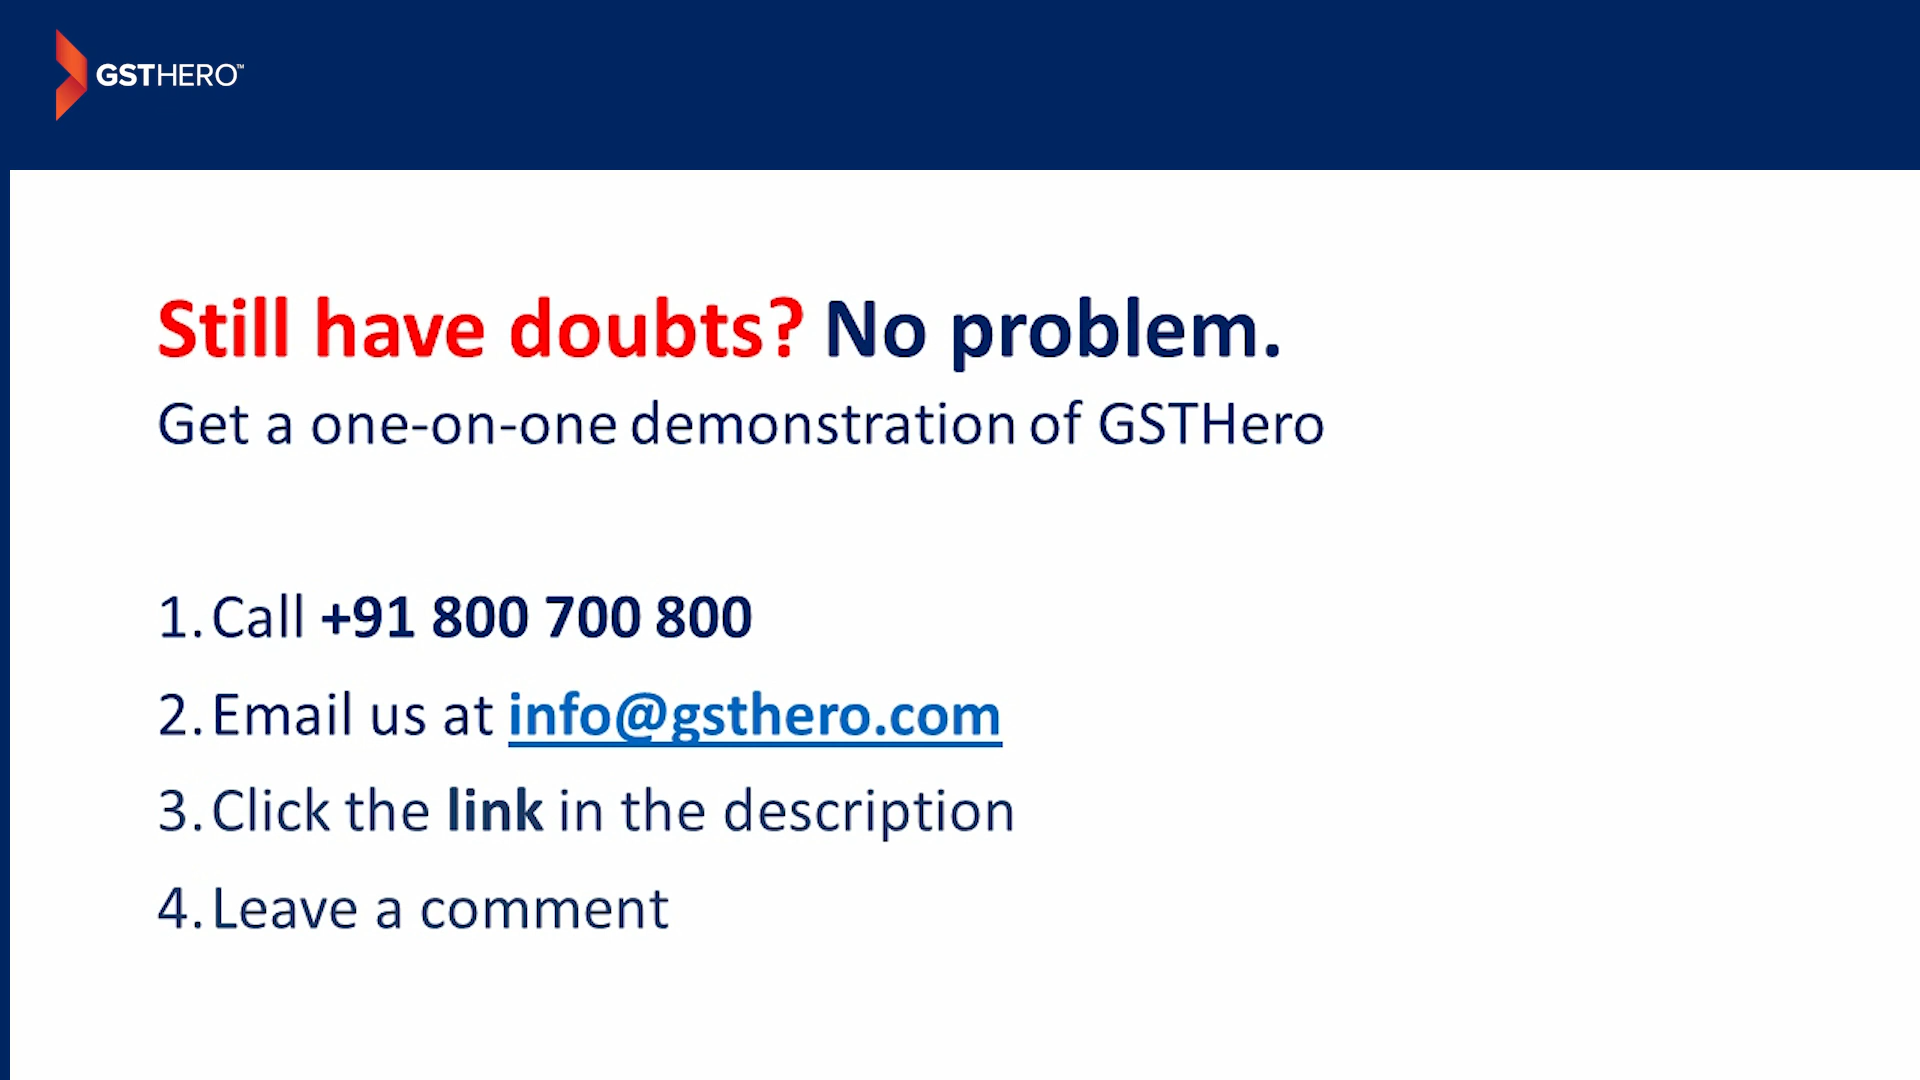 GSTHERO™
Still have doubts? No problem.
Get a one-on-one demonstration of GSTHero
1. Call +91 800 700 800
2. Email us at info@gsthero.com
3. Click the link in the description
4. Leave a comment